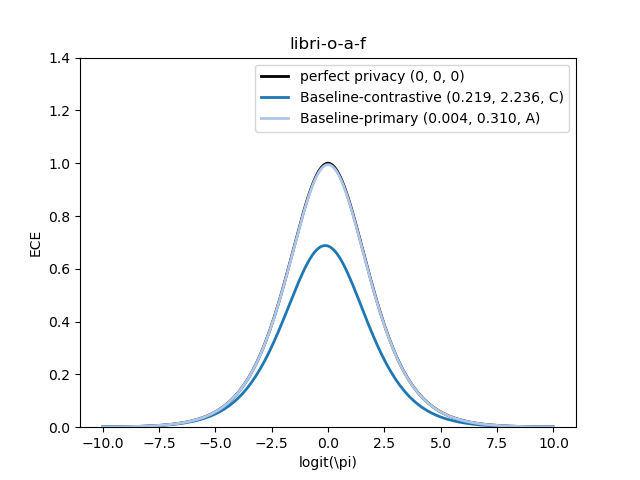 libri-o-a-f
perfect privacy (0, 0, 0)
Baseline-contrastive (0.219, 2.236, C)
Baseline-primary (0.004, 0.310, A)
ECE
1.4
1.2
1.0
0.8
0.6
0.4
0.2
0.0
−10.0 −7.5 −5.0 −2.5 0.0 2.5 5.0 7.5 10.0
logit(\pi)